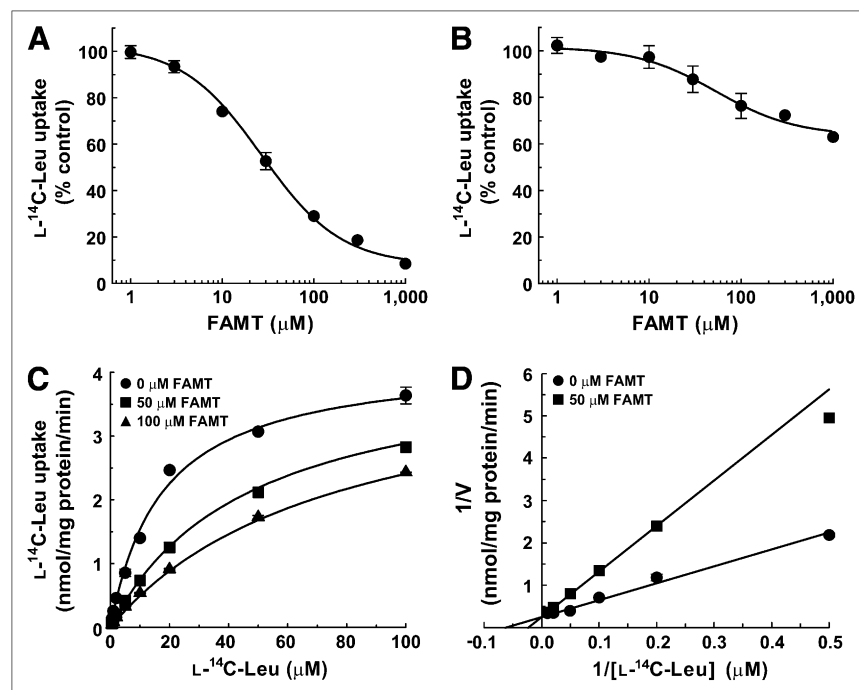 A
L-¹⁴C-Leu uptake
(% control)
100
80
60
40
20
0
1
10
100
1,000
FAMT (μM)
B
L-¹⁴C-Leu uptake
(% control)
100
80
60
40
20
0
1
10
100
1,000
FAMT (μM)
C
L-¹⁴C-Leu uptake
(nmol/mg protein/min)
0 μM FAMT
50 μM FAMT
100 μM FAMT
4
3
2
1
0
0
20
40
60
80
100
L-¹⁴C-Leu (μM)
D
1/V
(nmol/mg protein/min)
0 μM FAMT
50 μM FAMT
6
5
4
3
2
1
-0.1
0.0
0.1
0.2
0.3
0.4
0.5
1/[L-¹⁴C-Leu] (μM)